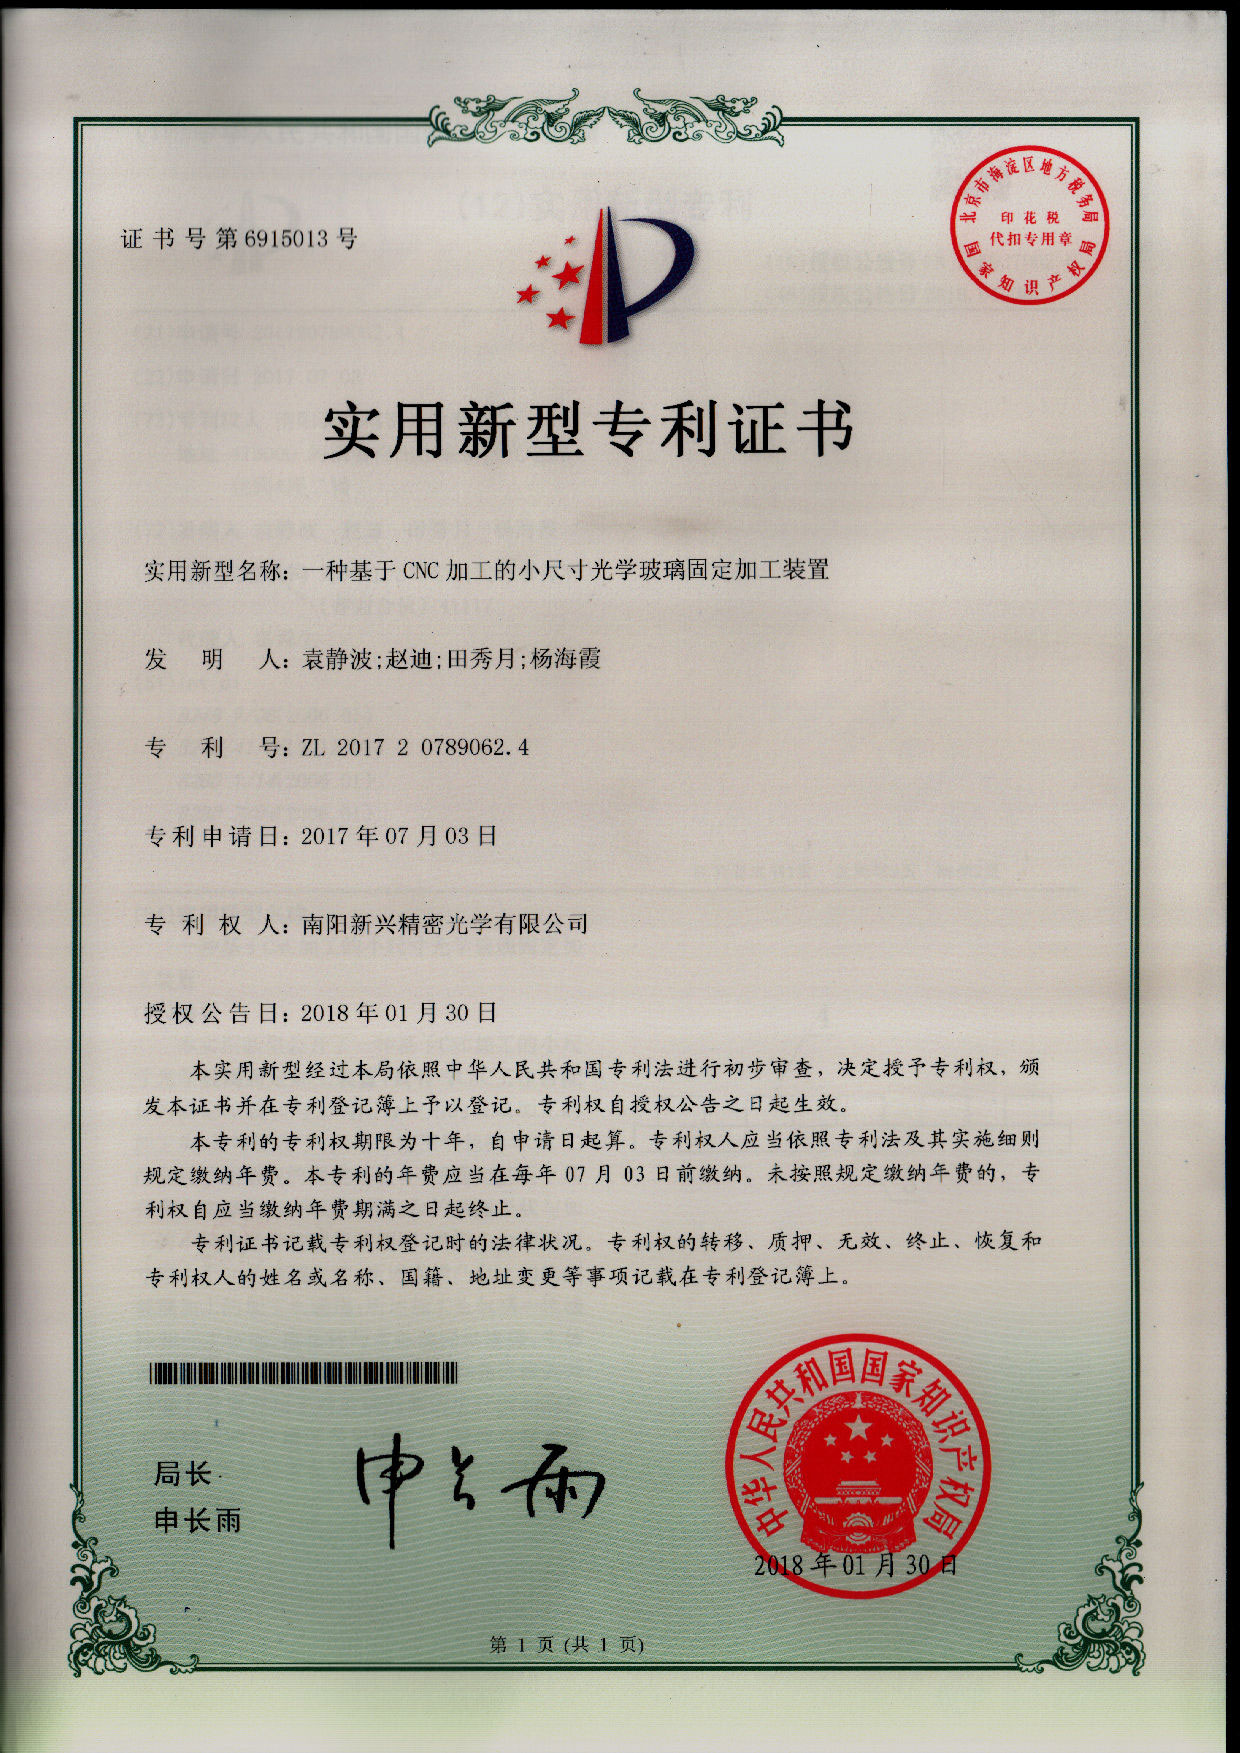 证书号第6915013号
北京市海淀区地方税务局
印花税
代扣专用章
国家知识产权局
实用新型专利证书
实用新型名称：一种基于CNC加工的小尺寸光学玻璃固定加工装置
发明人：袁静波;赵迪;田秀月;杨海霞
专利号：ZL 2017 2 0789062.4
专利申请日：2017年07月03日
专利权人：南阳新兴精密光学有限公司
授权公告日：2018年01月30日
本实用新型经过本局依照中华人民共和国专利法进行初步审查，决定授予专利权，颁
发本证书并在专利登记簿上予以登记。专利权自授权公告之日起生效。
本专利的专利权期限为十年，自申请日起算。专利权人应当依照专利法及其实施细则
规定缴纳年费。本专利的年费应当在每年07月03日前缴纳。未按照规定缴纳年费的，专
利权自应当缴纳年费期满之日起终止。
专利证书记载专利权登记时的法律状况。专利权的转移、质押、无效、终止、恢复和
专利权人的姓名或名称、国籍、地址变更等事项记载在专利登记簿上。
局长
申长雨
申长雨
中华人民共和国国家知识产权局
2018年01月30日
第1页(共1页)